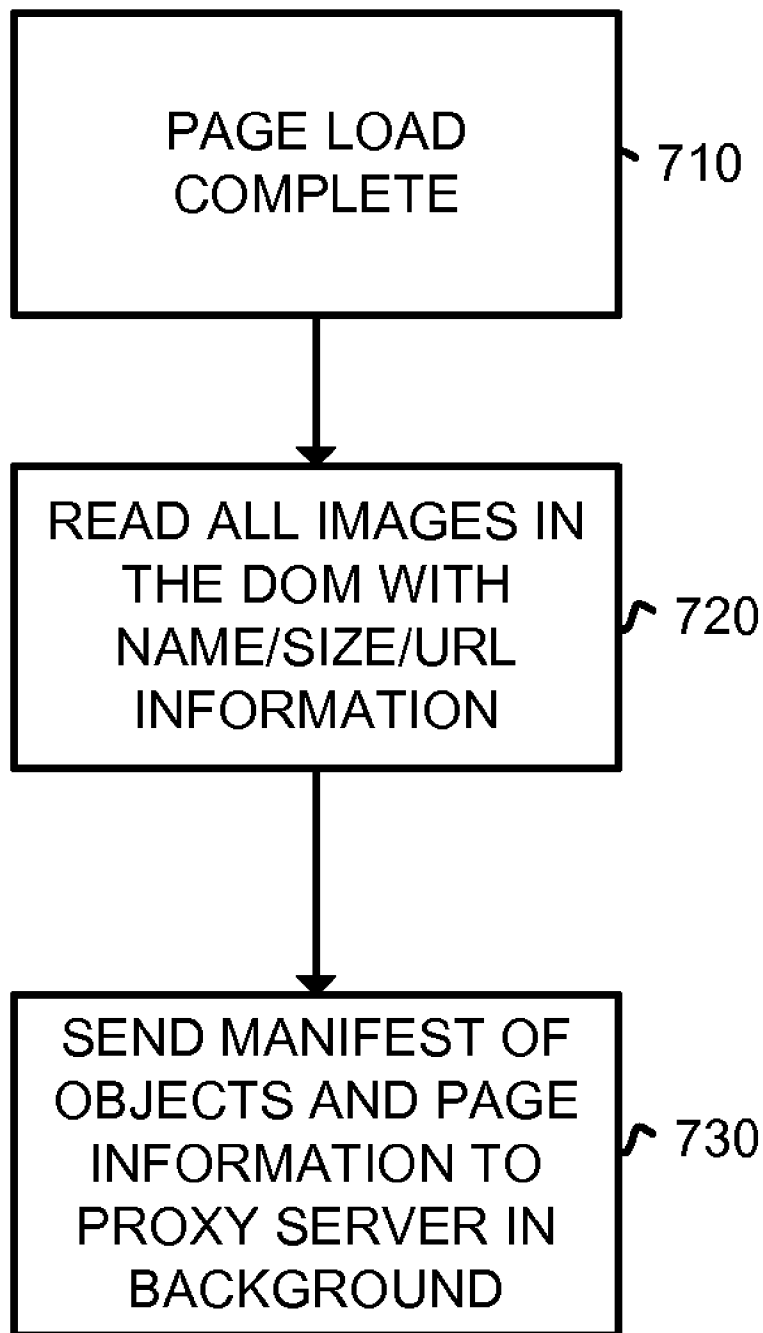 PAGE LOAD
COMPLETE
710
READ ALL IMAGES IN
THE DOM WITH
NAME/SIZE/URL
INFORMATION
720
SEND MANIFEST OF
OBJECTS AND PAGE
INFORMATION TO
PROXY SERVER IN
BACKGROUND
730